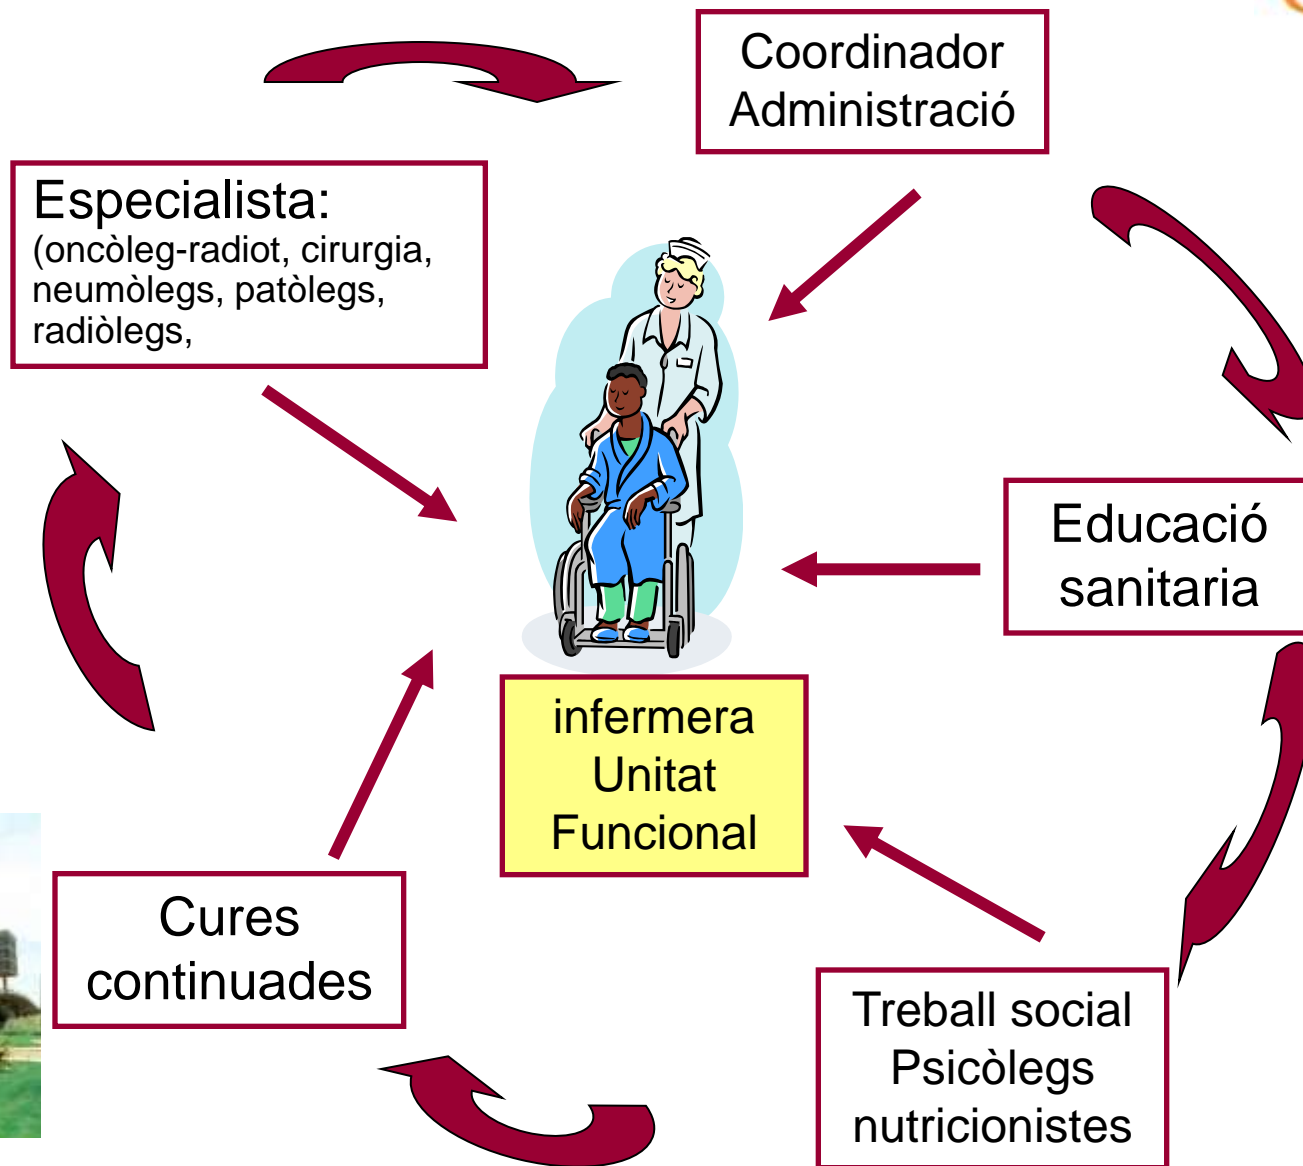 Coordinador
Administració
Especialista:
(oncòleg-radiot, cirurgia,
neumòlegs, patòlegs,
radiòlegs,
Educació
sanitaria
infermera
Unitat
Funcional
Cures
continuades
Treball social
Psicòlegs
nutricionistes